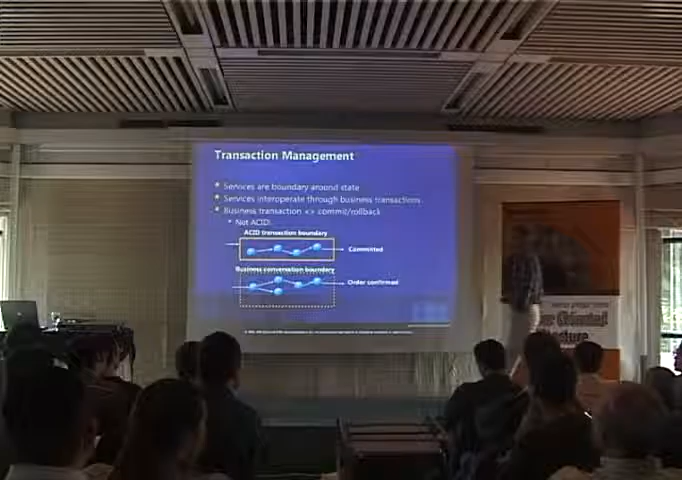 Transaction Management
Services are boundary around state
Services interoperate through business transactions
Business transaction <> commit/rollback
Not ACID!
ACID transaction boundary
Committed
Business conversation boundary
Order confirmed
Oriented